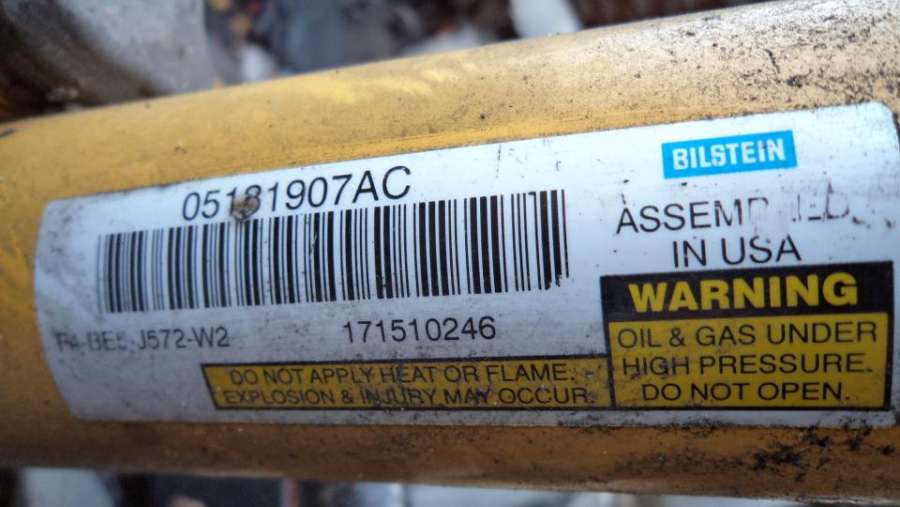 BILSTEIN
05181907AC
ASSEMBLED
IN USA
J572-W2
171510246
WARNING
OIL & GAS UNDER
HIGH PRESSURE.
DO NOT OPEN.
DO NOT APPLY HEAT OR FLAME.
EXPLOSION & INJURY MAY OCCUR.